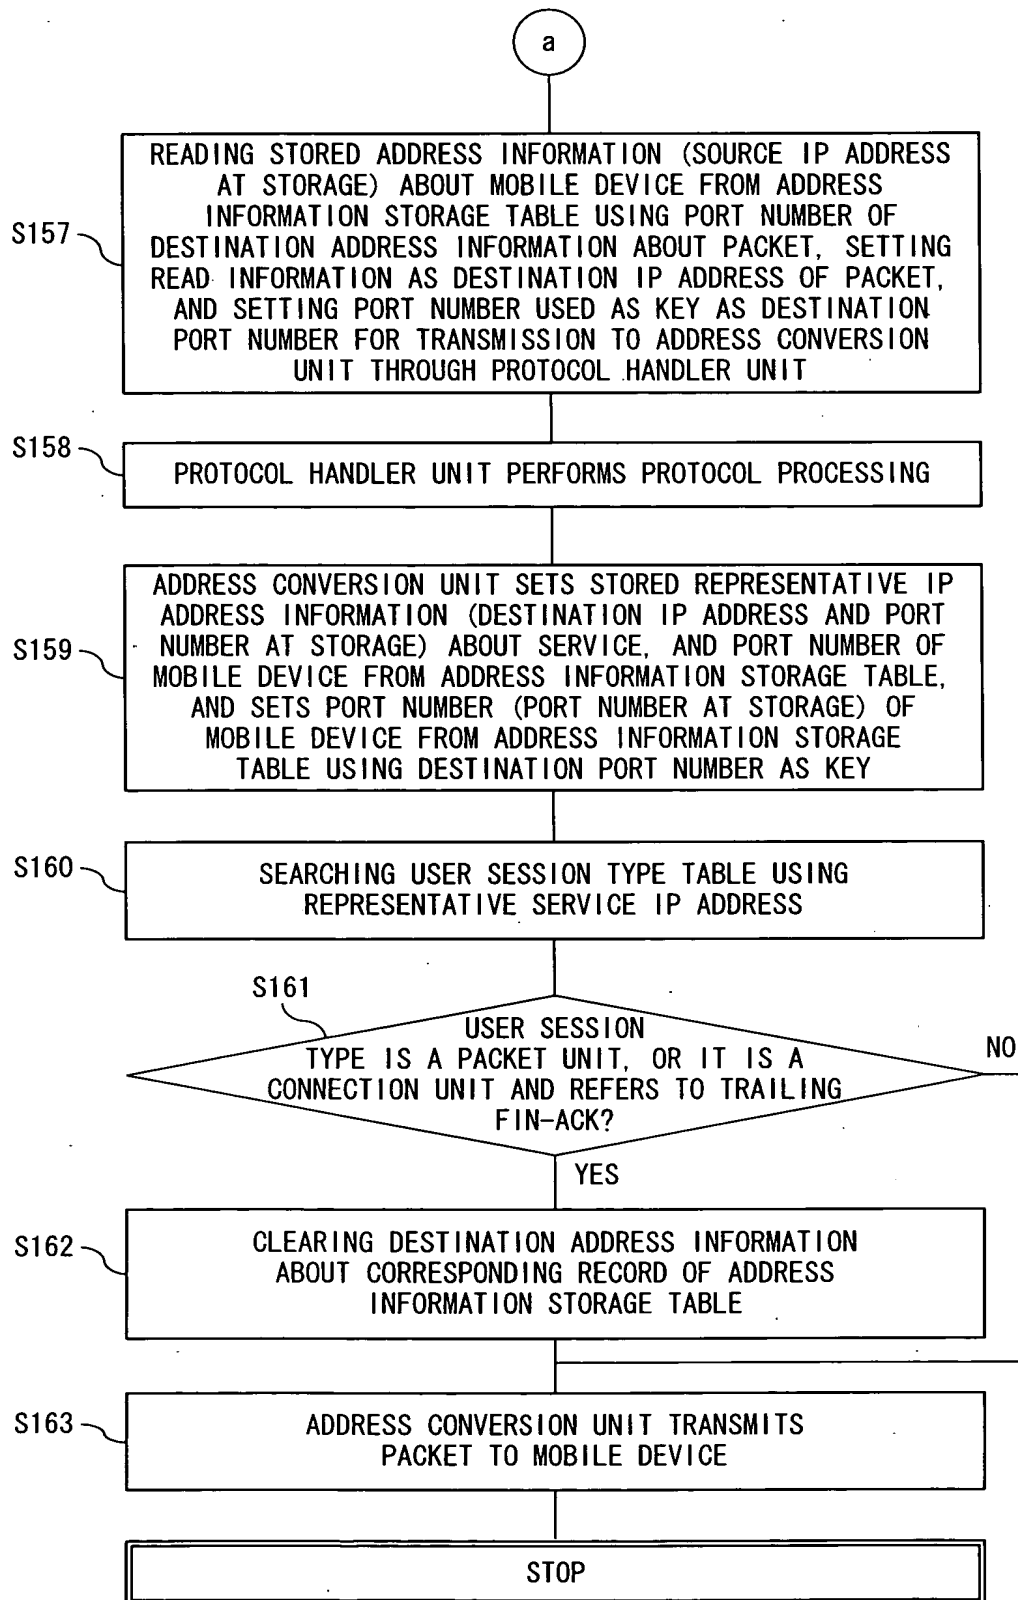 a
S157
READING STORED ADDRESS INFORMATION (SOURCE IP ADDRESS
AT STORAGE) ABOUT MOBILE DEVICE FROM ADDRESS
INFORMATION STORAGE TABLE USING PORT NUMBER OF
DESTINATION ADDRESS INFORMATION ABOUT PACKET, SETTING
READ INFORMATION AS DESTINATION IP ADDRESS OF PACKET,
AND SETTING PORT NUMBER USED AS KEY AS DESTINATION
PORT NUMBER FOR TRANSMISSION TO ADDRESS CONVERSION
UNIT THROUGH PROTOCOL HANDLER UNIT
S158
PROTOCOL HANDLER UNIT PERFORMS PROTOCOL PROCESSING
S159
ADDRESS CONVERSION UNIT SETS STORED REPRESENTATIVE IP
ADDRESS INFORMATION (DESTINATION IP ADDRESS AND PORT
NUMBER AT STORAGE) ABOUT SERVICE, AND PORT NUMBER OF
MOBILE DEVICE FROM ADDRESS INFORMATION STORAGE TABLE,
AND SETS PORT NUMBER (PORT NUMBER AT STORAGE) OF
MOBILE DEVICE FROM ADDRESS INFORMATION STORAGE
TABLE USING DESTINATION PORT NUMBER AS KEY
S160
SEARCHING USER SESSION TYPE TABLE USING
REPRESENTATIVE SERVICE IP ADDRESS
S161
USER SESSION
TYPE IS A PACKET UNIT, OR IT IS A
CONNECTION UNIT AND REFERS TO TRAILING
FIN-ACK?
NO
YES
S162
CLEARING DESTINATION ADDRESS INFORMATION
ABOUT CORRESPONDING RECORD OF ADDRESS
INFORMATION STORAGE TABLE
S163
ADDRESS CONVERSION UNIT TRANSMITS
PACKET TO MOBILE DEVICE
STOP